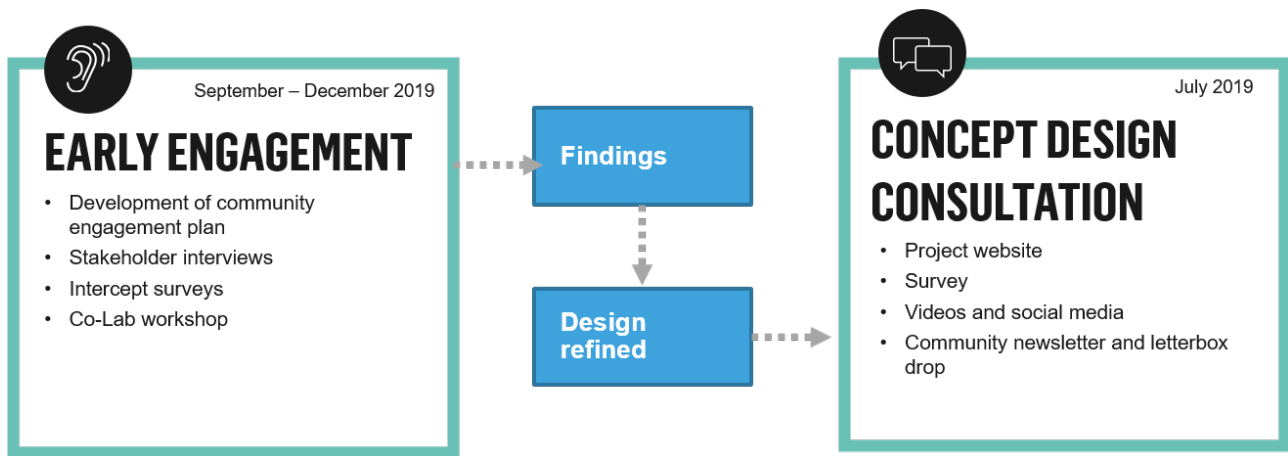 September – December 2019
EARLY ENGAGEMENT
• Development of community
engagement plan
• Stakeholder interviews
• Intercept surveys
• Co-Lab workshop
Findings
Design
refined
July 2019
CONCEPT DESIGN
CONSULTATION
• Project website
• Survey
• Videos and social media
• Community newsletter and letterbox
drop